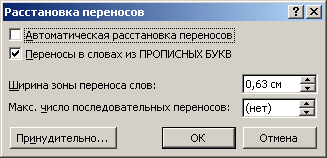 Расстановка переносов
Автоматическая расстановка переносов
Переносы в словах из ПРОПИСНЫХ БУКВ
Ширина зоны переноса слов: 0,63 см
Макс. число последовательных переносов: (нет)
Принудительно... ОК Отмена